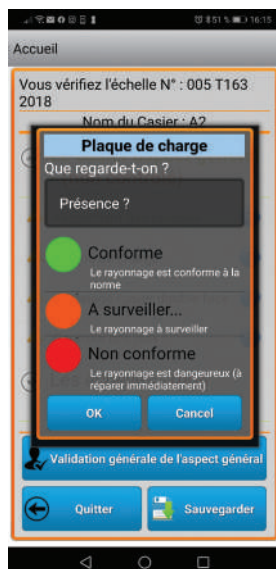 51 % 16:15
Accueil
Vous vérifiez l'échelle N° : 005 T163
2018
Nom du Casier : A2
Plaque de charge
Que regarde-t-on ?
Présence ?
Conforme
Le rayonnage est conforme à la
norme
A surveiller...
Le rayonnage à surveiller
Non conforme
Le rayonnage est dangeureux (à
réparer immédiatement)
OK Cancel
Validation générale de l'aspect général
Quitter Sauvegarder